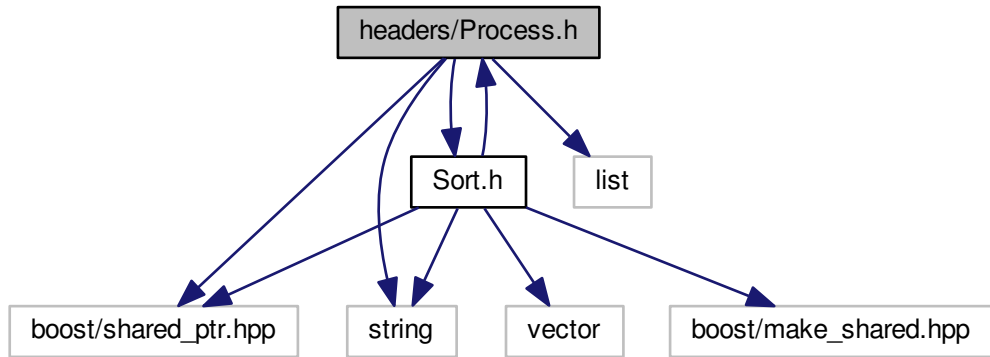 headers/Process.h
Sort.h
list
boost/shared_ptr.hpp
string
vector
boost/make_shared.hpp